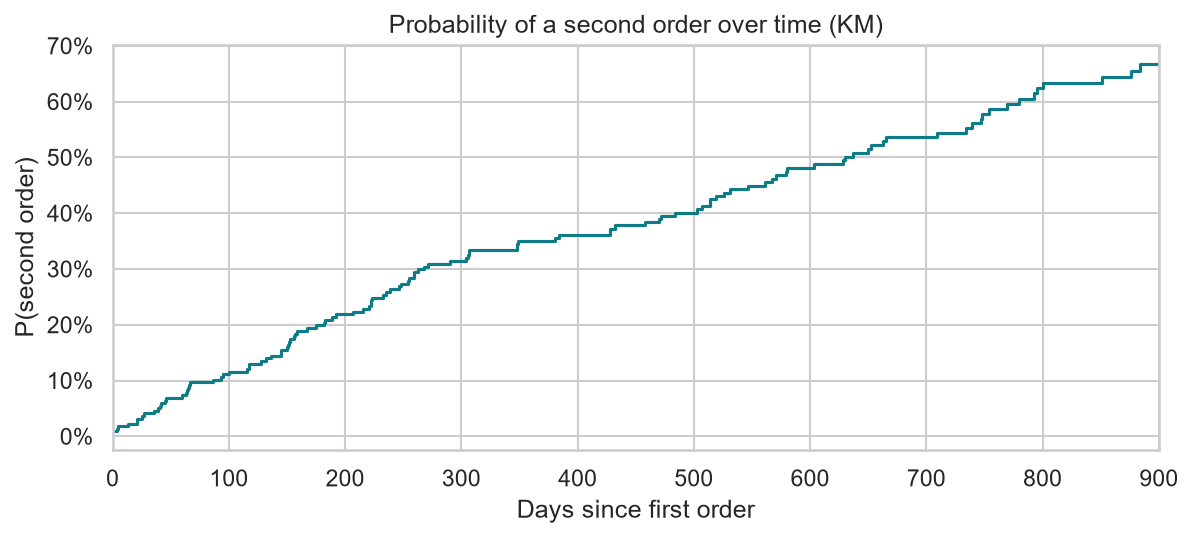 Probability of a second order over time (KM)
70%
60%
50%
40%
30%
20%
10%
0%
P(second order)
0 100 200 300 400 500 600 700 800 900
Days since first order